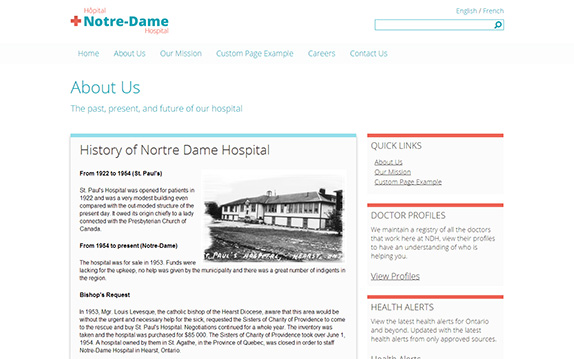 Hôpital
Notre-Dame
Hospital
English / French
Home About Us Our Mission Custom Page Example Careers Contact Us
About Us
The past, present, and future of our hospital
History of Nortre Dame Hospital
From 1922 to 1954 (St. Paul's)
St. Paul's Hospital was opened for patients
in 1922 and was a very modest building even
compared with the out-moded structure of the
present day. It owed its origin chiefly to a lady
connected with the Presbyterian Church of
Canada.
PAUL'S HOSPITAL, HEARST, ONT
From 1954 to present (Notre-Dame)
The hospital was for sale in 1953. Funds were
lacking for the upkeep, no help was given by the municipality and there was a great number of indigents in
the region.
Bishop's Request
In 1953, Mgr. Louis Levesque, the catholic bishop of the Hearst Diocese, aware that this area would be
without the urgent and necessary help for the sick, requested the Sisters of Charity of Providence to come
to the rescue and buy St. Paul's Hospital. Negotiations continued for a whole year. The inventory was
taken and the hospital was purchased for $85 000. The Sisters of Charity of Providence took over June 1,
1954. A hospital owned by them in St. Agathe, in the Province of Quebec, was closed in order to staff
Notre-Dame Hospital in Hearst, Ontario.
QUICK LINKS
About Us
Our Mission
Custom Page Example
DOCTOR PROFILES
We maintain a registry of all the doctors
that work here at NDH, view their profiles
to have an understanding of who is
helping you.
View Profiles
HEALTH ALERTS
View the latest health alerts for Ontario
and beyond. Updated with the latest
health alerts from only approved sources.
Health Alerts